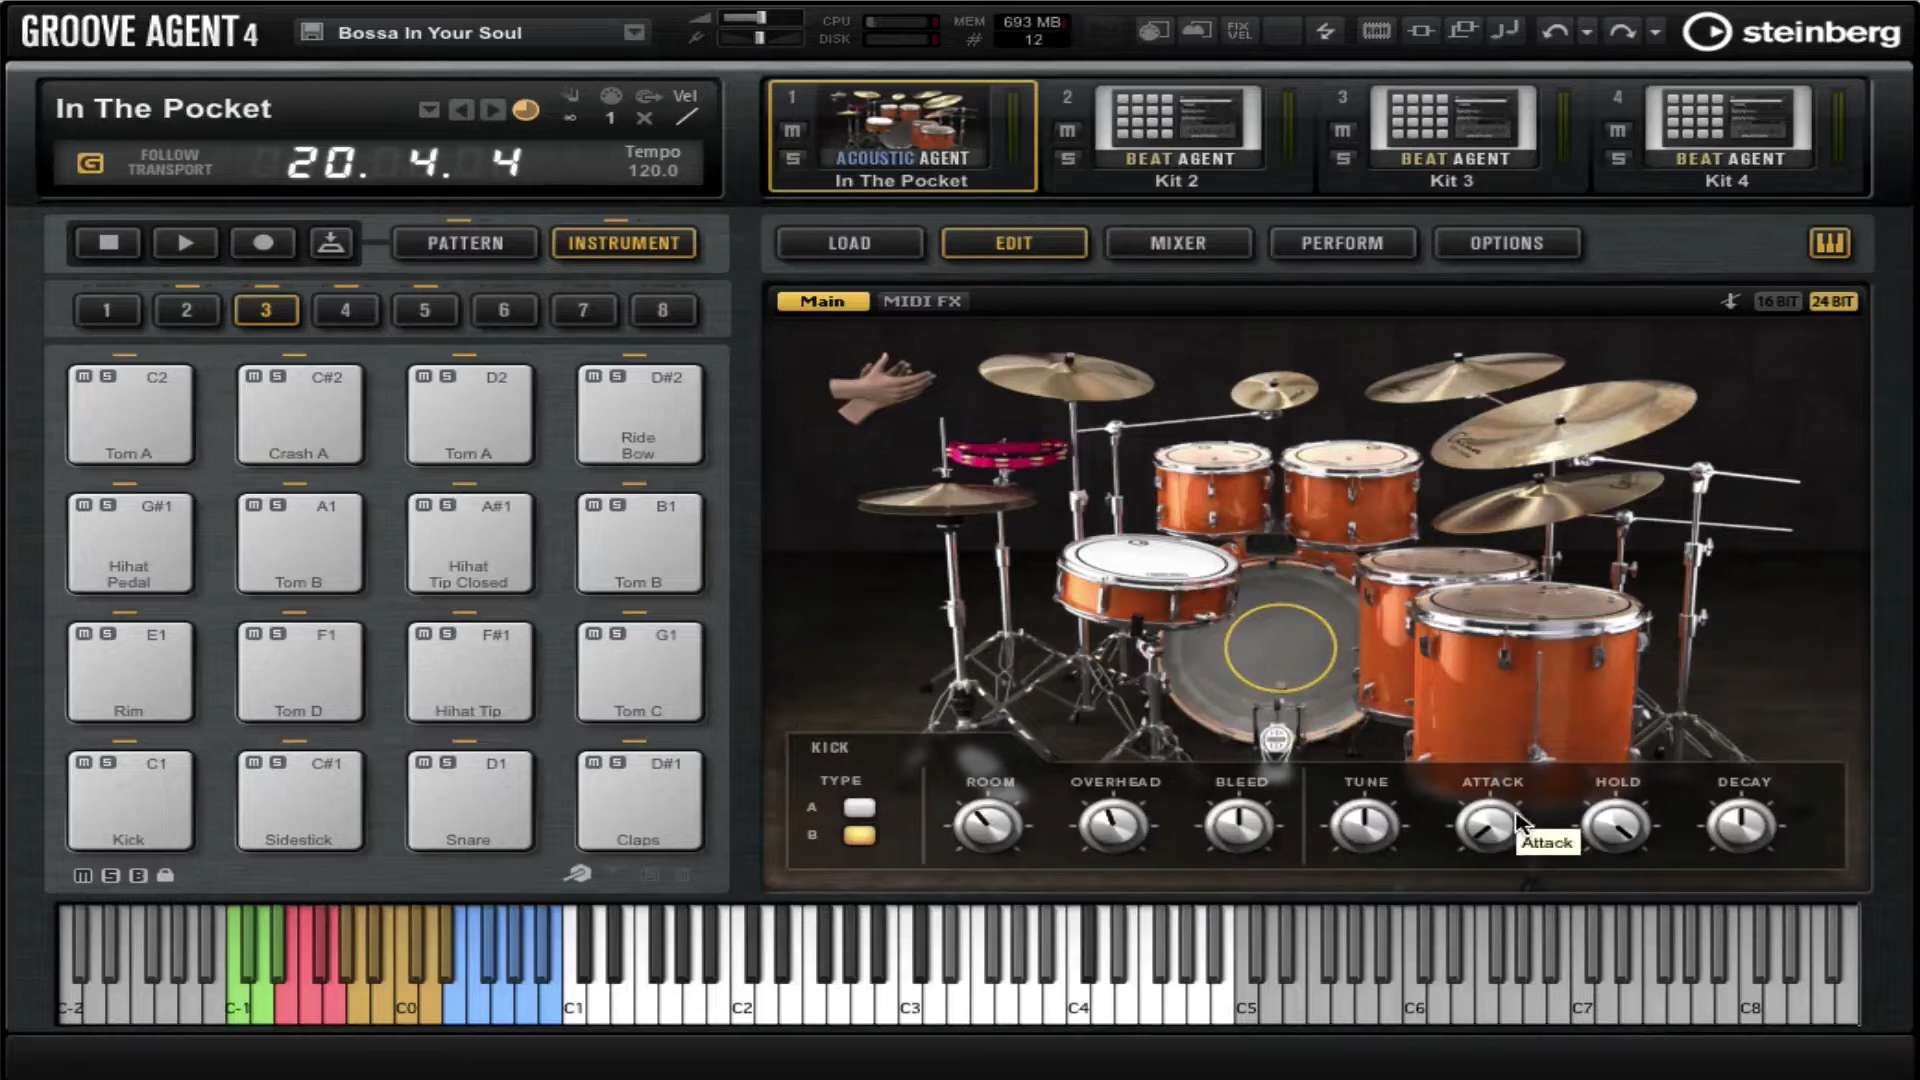 GROOVE AGENT 4
Bossa In Your Soul
CPU
DISK
MEM 693 MB
# 12
FIX VEL
steinberg
In The Pocket
1
Vel
G FOLLOW TRANSPORT
20. 4. 4
Tempo
120.0
1
m
S
ACOUSTIC AGENT
In The Pocket
2
m
S
BEAT AGENT
Kit 2
3
m
S
BEAT AGENT
Kit 3
4
m
S
BEAT AGENT
Kit 4
PATTERN INSTRUMENT
LOAD EDIT MIXER PERFORM OPTIONS
1 2 3 4 5 6 7 8
Main MIDI FX 16 BIT 24 BIT
m S C2 m S C#2 m S D2 m S D#2
Tom A Crash A Tom A Ride Bow
m S G#1 m S A1 m S A#1 m S B1
Hihat Pedal Tom B Hihat Tip Closed Tom B
m S E1 m S F1 m S F#1 m S G1
Rim Tom D Hihat Tip Tom C
m S C1 m S C#1 m S D1 m S D#1
Kick Sidestick Snare Claps
m S B
KICK
TYPE
A
B
ROOM OVERHEAD BLEED TUNE ATTACK HOLD DECAY
Attack
C-2 C-1 C0 C1 C2 C3 C4 C5 C6 C7 C8